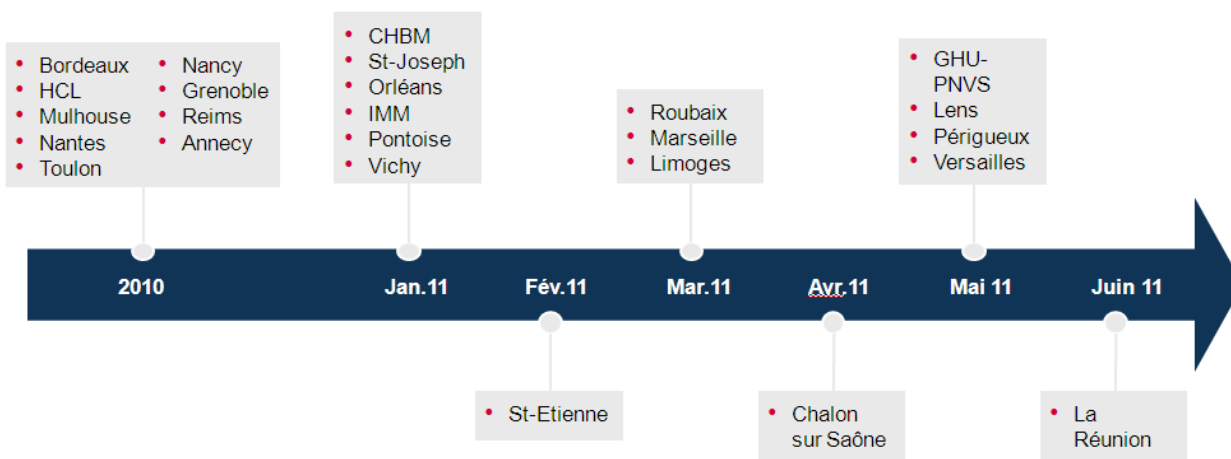 • Bordeaux
• HCL
• Mulhouse
• Nantes
• Toulon
• Nancy
• Grenoble
• Reims
• Annecy
• CHBM
• St-Joseph
• Orléans
• IMM
• Pontoise
• Vichy
• Roubaix
• Marseille
• Limoges
• GHU-
PNVS
• Lens
• Périgueux
• Versailles
2010 Jan.11 Fév.11 Mar.11 Avr.11 Mai 11 Juin 11
• St-Etienne
• Chalon
sur Saône
• La
Réunion